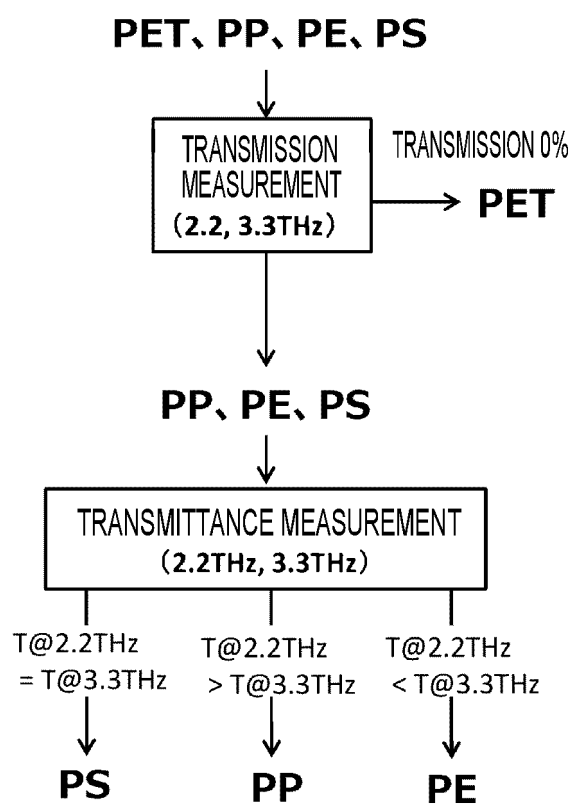 PET、PP、PE、PS
TRANSMISSION
MEASUREMENT
（2.2, 3.3THz）
TRANSMISSION 0%
PET
PP、PE、PS
TRANSMITTANCE MEASUREMENT
（2.2THz, 3.3THz）
T@2.2THz
= T@3.3THz
T@2.2THz
> T@3.3THz
T@2.2THz
< T@3.3THz
PS
PP
PE